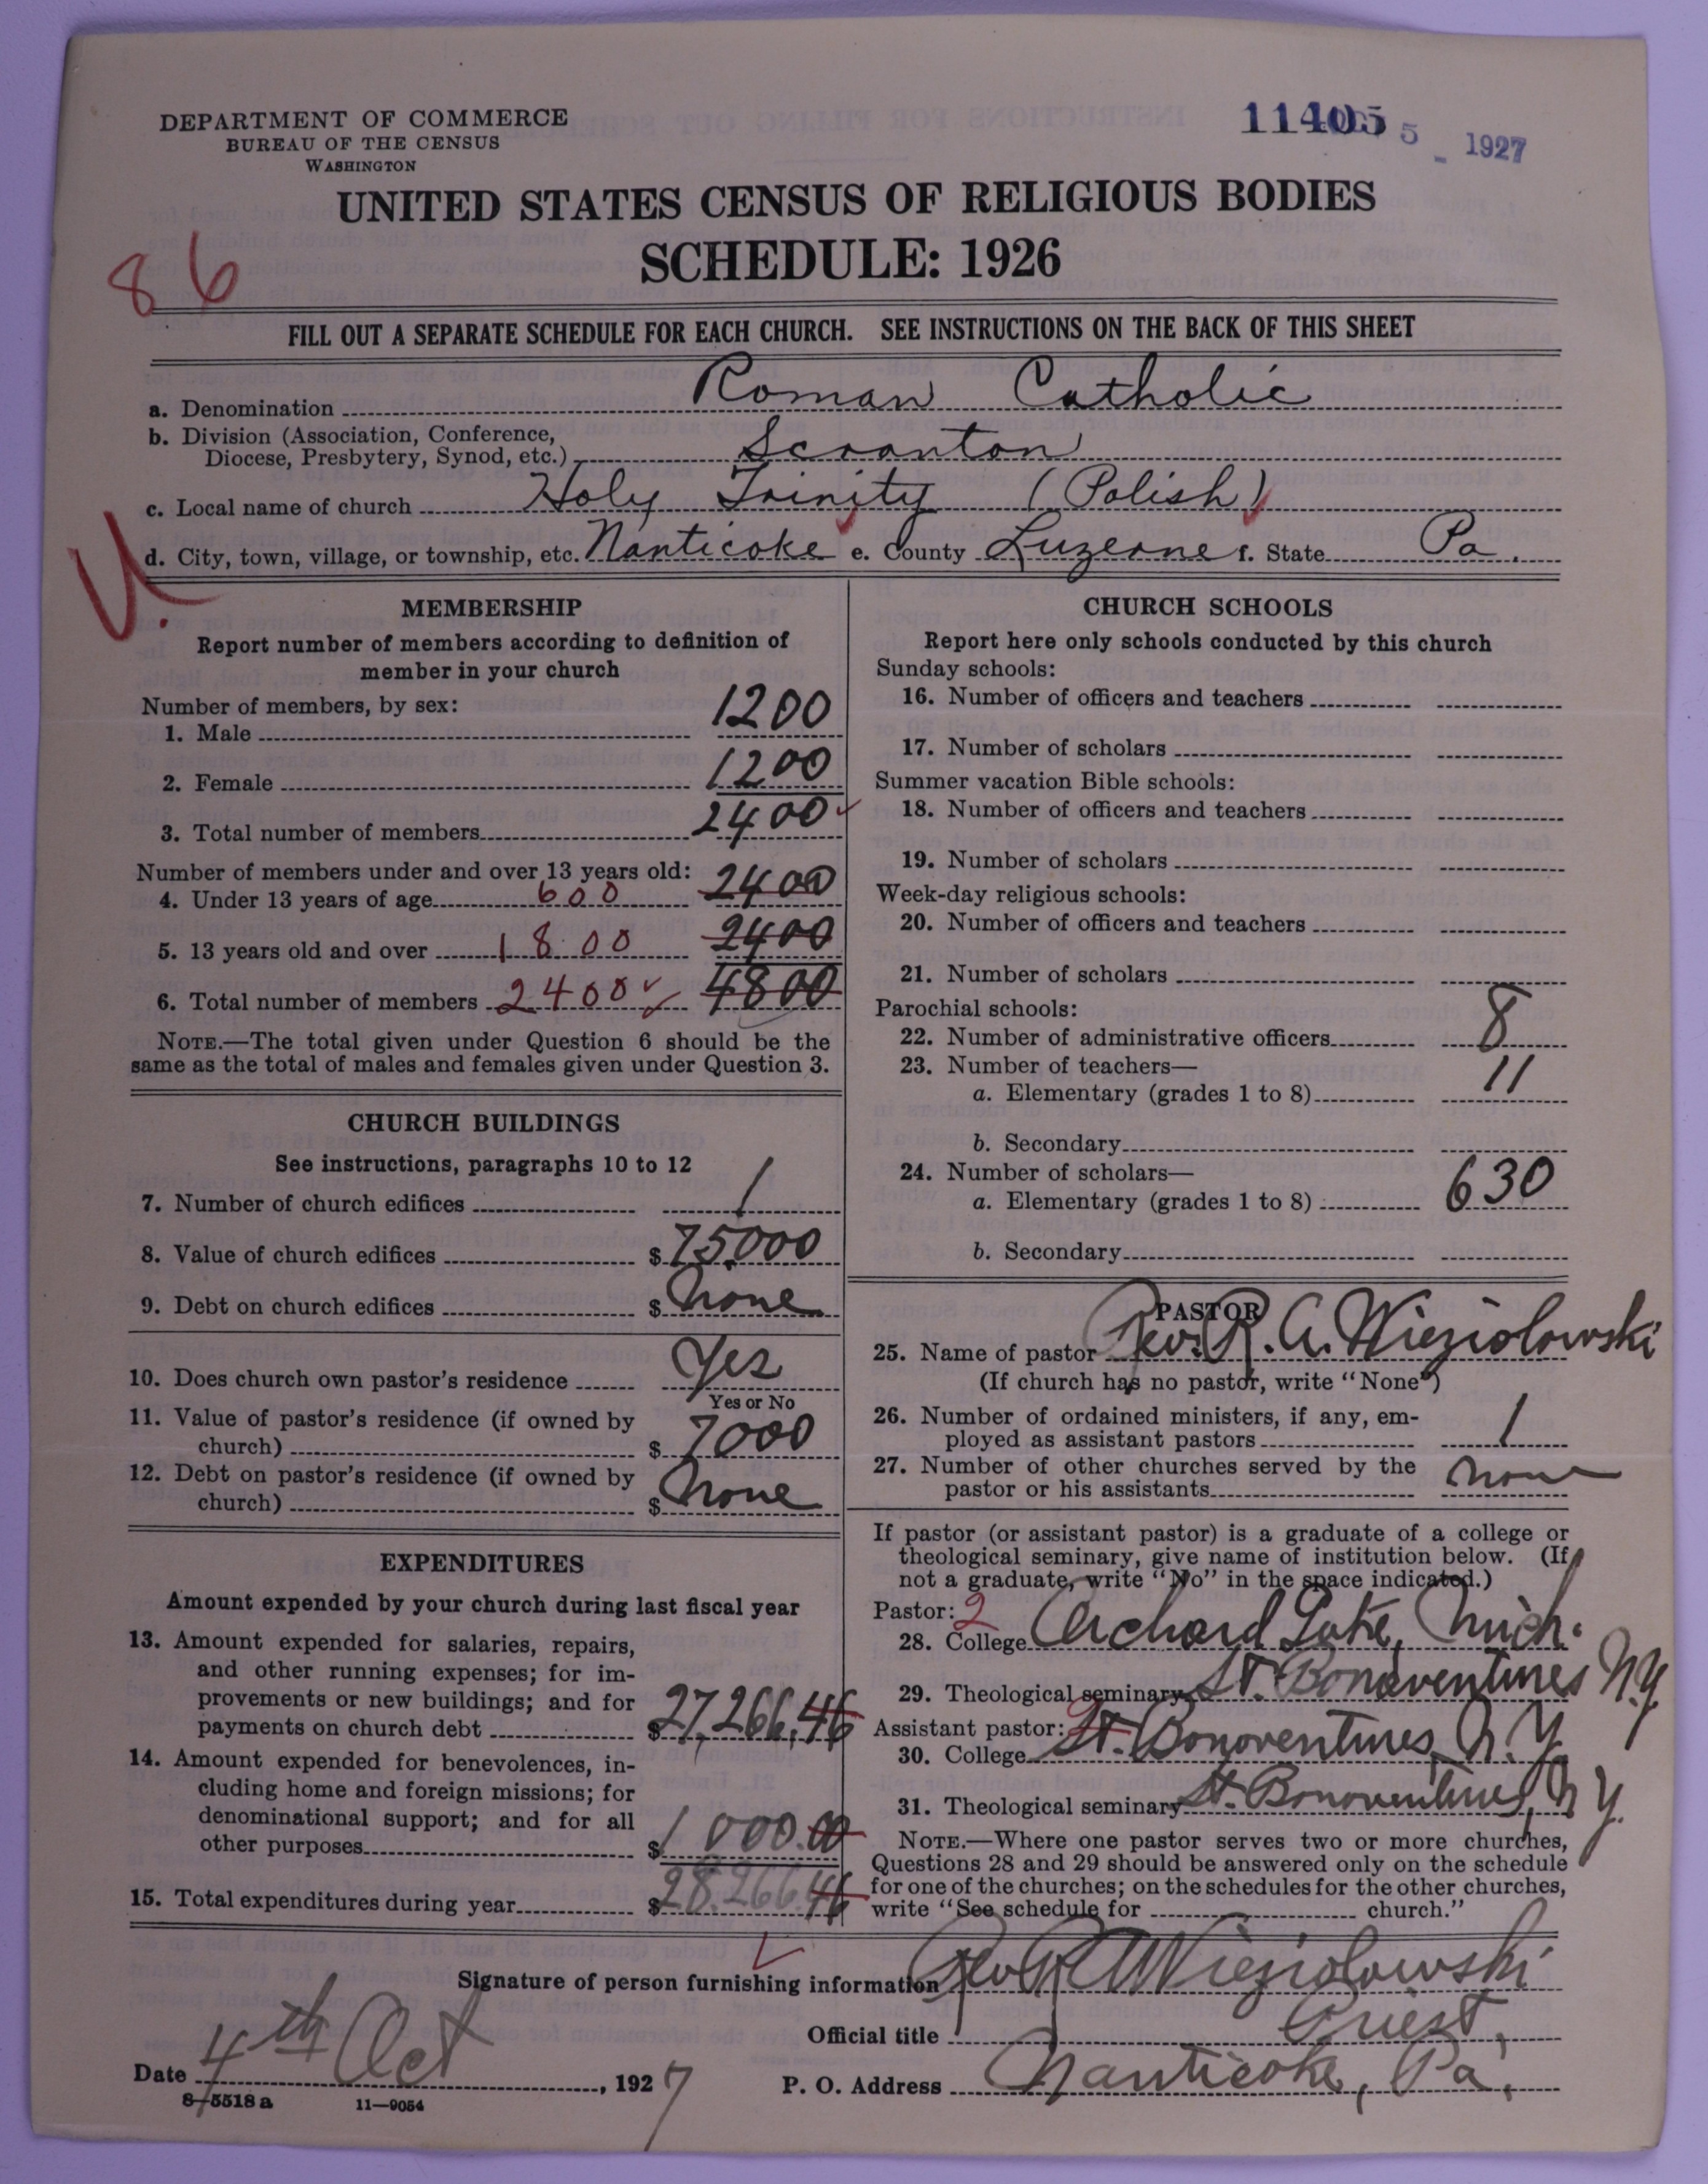 DEPARTMENT OF COMMERCE
BUREAU OF THE CENSUS
WASHINGTON
11405 5 1927
UNITED STATES CENSUS OF RELIGIOUS BODIES
SCHEDULE: 1926
86
FILL OUT A SEPARATE SCHEDULE FOR EACH CHURCH. SEE INSTRUCTIONS ON THE BACK OF THIS SHEET
a. Denomination Roman Catholic
b. Division (Association, Conference,
Diocese, Presbytery, Synod, etc.) Scranton
c. Local name of church Holy Trinity (Polish)
d. City, town, village, or township, etc. Nanticoke e. County Luzerne f. State Pa.
MEMBERSHIP
Report number of members according to definition of
member in your church
Number of members, by sex:
1. Male 1200
2. Female 1200
3. Total number of members 2400
Number of members under and over 13 years old:
4. Under 13 years of age 600 2400
5. 13 years old and over 1800 2400
6. Total number of members 2400 4800
NOTE.—The total given under Question 6 should be the
same as the total of males and females given under Question 3.
CHURCH BUILDINGS
See instructions, paragraphs 10 to 12
7. Number of church edifices 1
8. Value of church edifices $75.000
9. Debt on church edifices $None
10. Does church own pastor's residence Yes
Yes or No
11. Value of pastor's residence (if owned by
church) $7000
12. Debt on pastor's residence (if owned by
church) $None
EXPENDITURES
Amount expended by your church during last fiscal year
13. Amount expended for salaries, repairs,
and other running expenses; for im-
provements or new buildings; and for
payments on church debt $27,266.46
14. Amount expended for benevolences, in-
cluding home and foreign missions; for
denominational support; and for all
other purposes $1000.00
15. Total expenditures during year $28.266.46
CHURCH SCHOOLS
Report here only schools conducted by this church
Sunday schools:
16. Number of officers and teachers
17. Number of scholars
Summer vacation Bible schools:
18. Number of officers and teachers
19. Number of scholars
Week-day religious schools:
20. Number of officers and teachers
21. Number of scholars
Parochial schools:
22. Number of administrative officers 8
23. Number of teachers—
a. Elementary (grades 1 to 8) 11
b. Secondary
24. Number of scholars—
a. Elementary (grades 1 to 8) 630
b. Secondary
PASTOR
25. Name of pastor Rev. R. A. Wieziolowski
(If church has no pastor, write "None")
26. Number of ordained ministers, if any, em-
ployed as assistant pastors 1
27. Number of other churches served by the
pastor or his assistants none
If pastor (or assistant pastor) is a graduate of a college or
theological seminary, give name of institution below. (If
not a graduate, write "No" in the space indicated.)
Pastor: 2
28. College Orchard Lake, Mich.
29. Theological seminary St. Bonaventures N.Y
Assistant pastor:
30. College St. Bonoventures, N.Y
31. Theological seminary St. Bonoventures, N Y.
NOTE.—Where one pastor serves two or more churches,
Questions 28 and 29 should be answered only on the schedule
for one of the churches; on the schedules for the other churches,
write "See schedule for church."
Signature of person furnishing information Rev R A Wieziolowski
Official title Priest,
Date 4th Oct, 1927 P. O. Address Nanticoke, Pa.
8—5518 a 11—9054